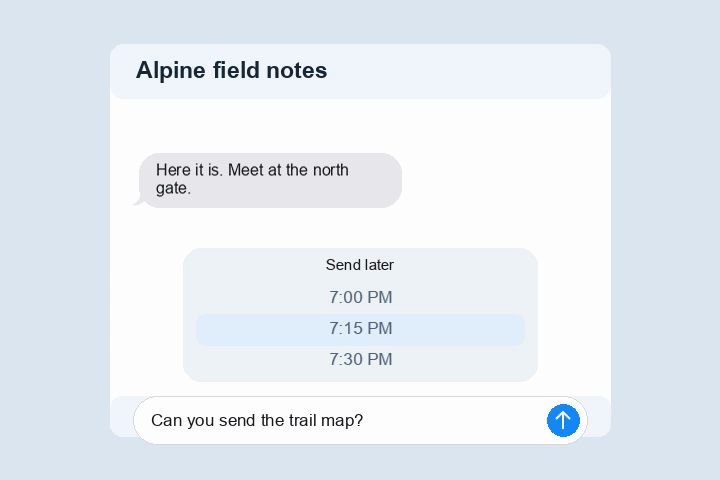 Alpine field notes
Here it is. Meet at the north
gate.
Send later
7:00 PM
7:15 PM
7:30 PM
Can you send the trail map?